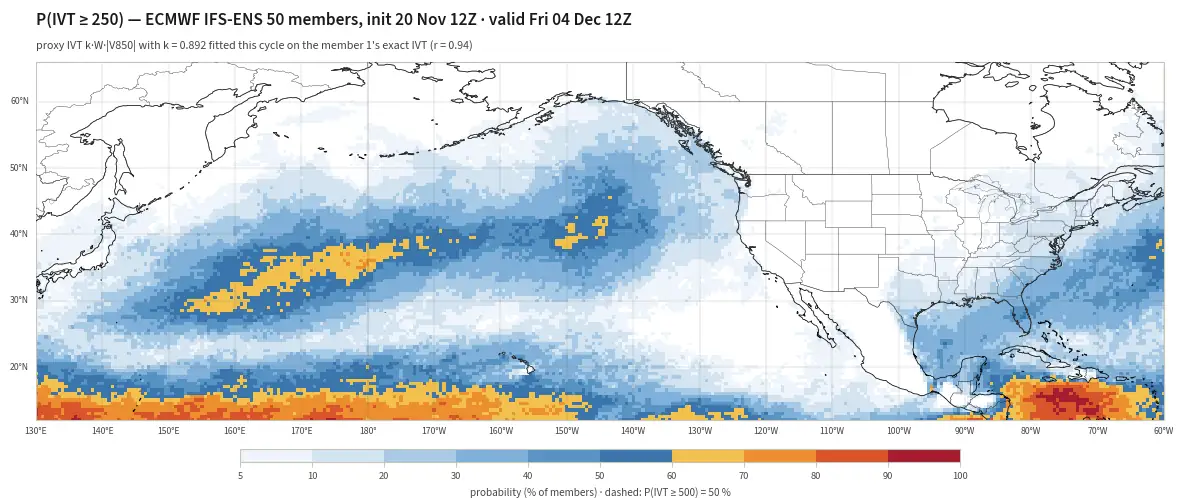 P(IVT ≥ 250) — ECMWF IFS-ENS 50 members, init 20 Nov 12Z · valid Fri 04 Dec 12Z
proxy IVT k·W·|V850| with k = 0.892 fitted this cycle on the member 1's exact IVT (r = 0.94)
60°N
50°N
40°N
30°N
20°N
130°E 140°E 150°E 160°E 170°E 180° 170°W 160°W 150°W 140°W 130°W 120°W 110°W 100°W 90°W 80°W 70°W 60°W
5 10 20 30 40 50 60 70 80 90 100
probability (% of members) · dashed: P(IVT ≥ 500) = 50 %